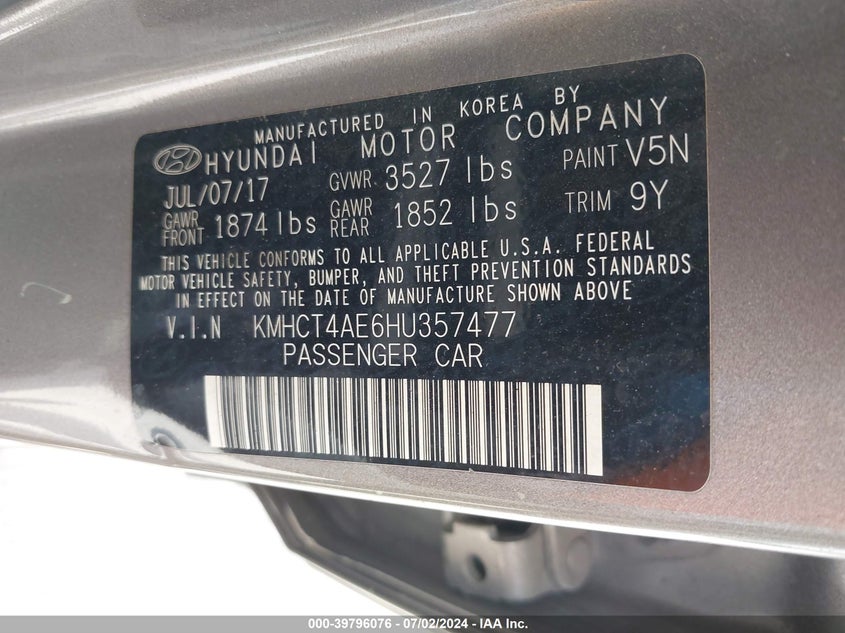 MANUFACTURED IN KOREA BY
HYUNDAI MOTOR COMPANY
JUL/07/17 GVWR 3527 lbs PAINT V5N
GAWR FRONT 1874 lbs GAWR REAR 1852 lbs TRIM 9Y
THIS VEHICLE CONFORMS TO ALL APPLICABLE U.S.A. FEDERAL
MOTOR VEHICLE SAFETY, BUMPER, AND THEFT PREVENTION STANDARDS
IN EFFECT ON THE DATE OF MANUFACTURE SHOWN ABOVE
V.I.N KMHCT4AE6HU357477
PASSENGER CAR
000-39796076 - 07/02/2024 - IAA Inc.